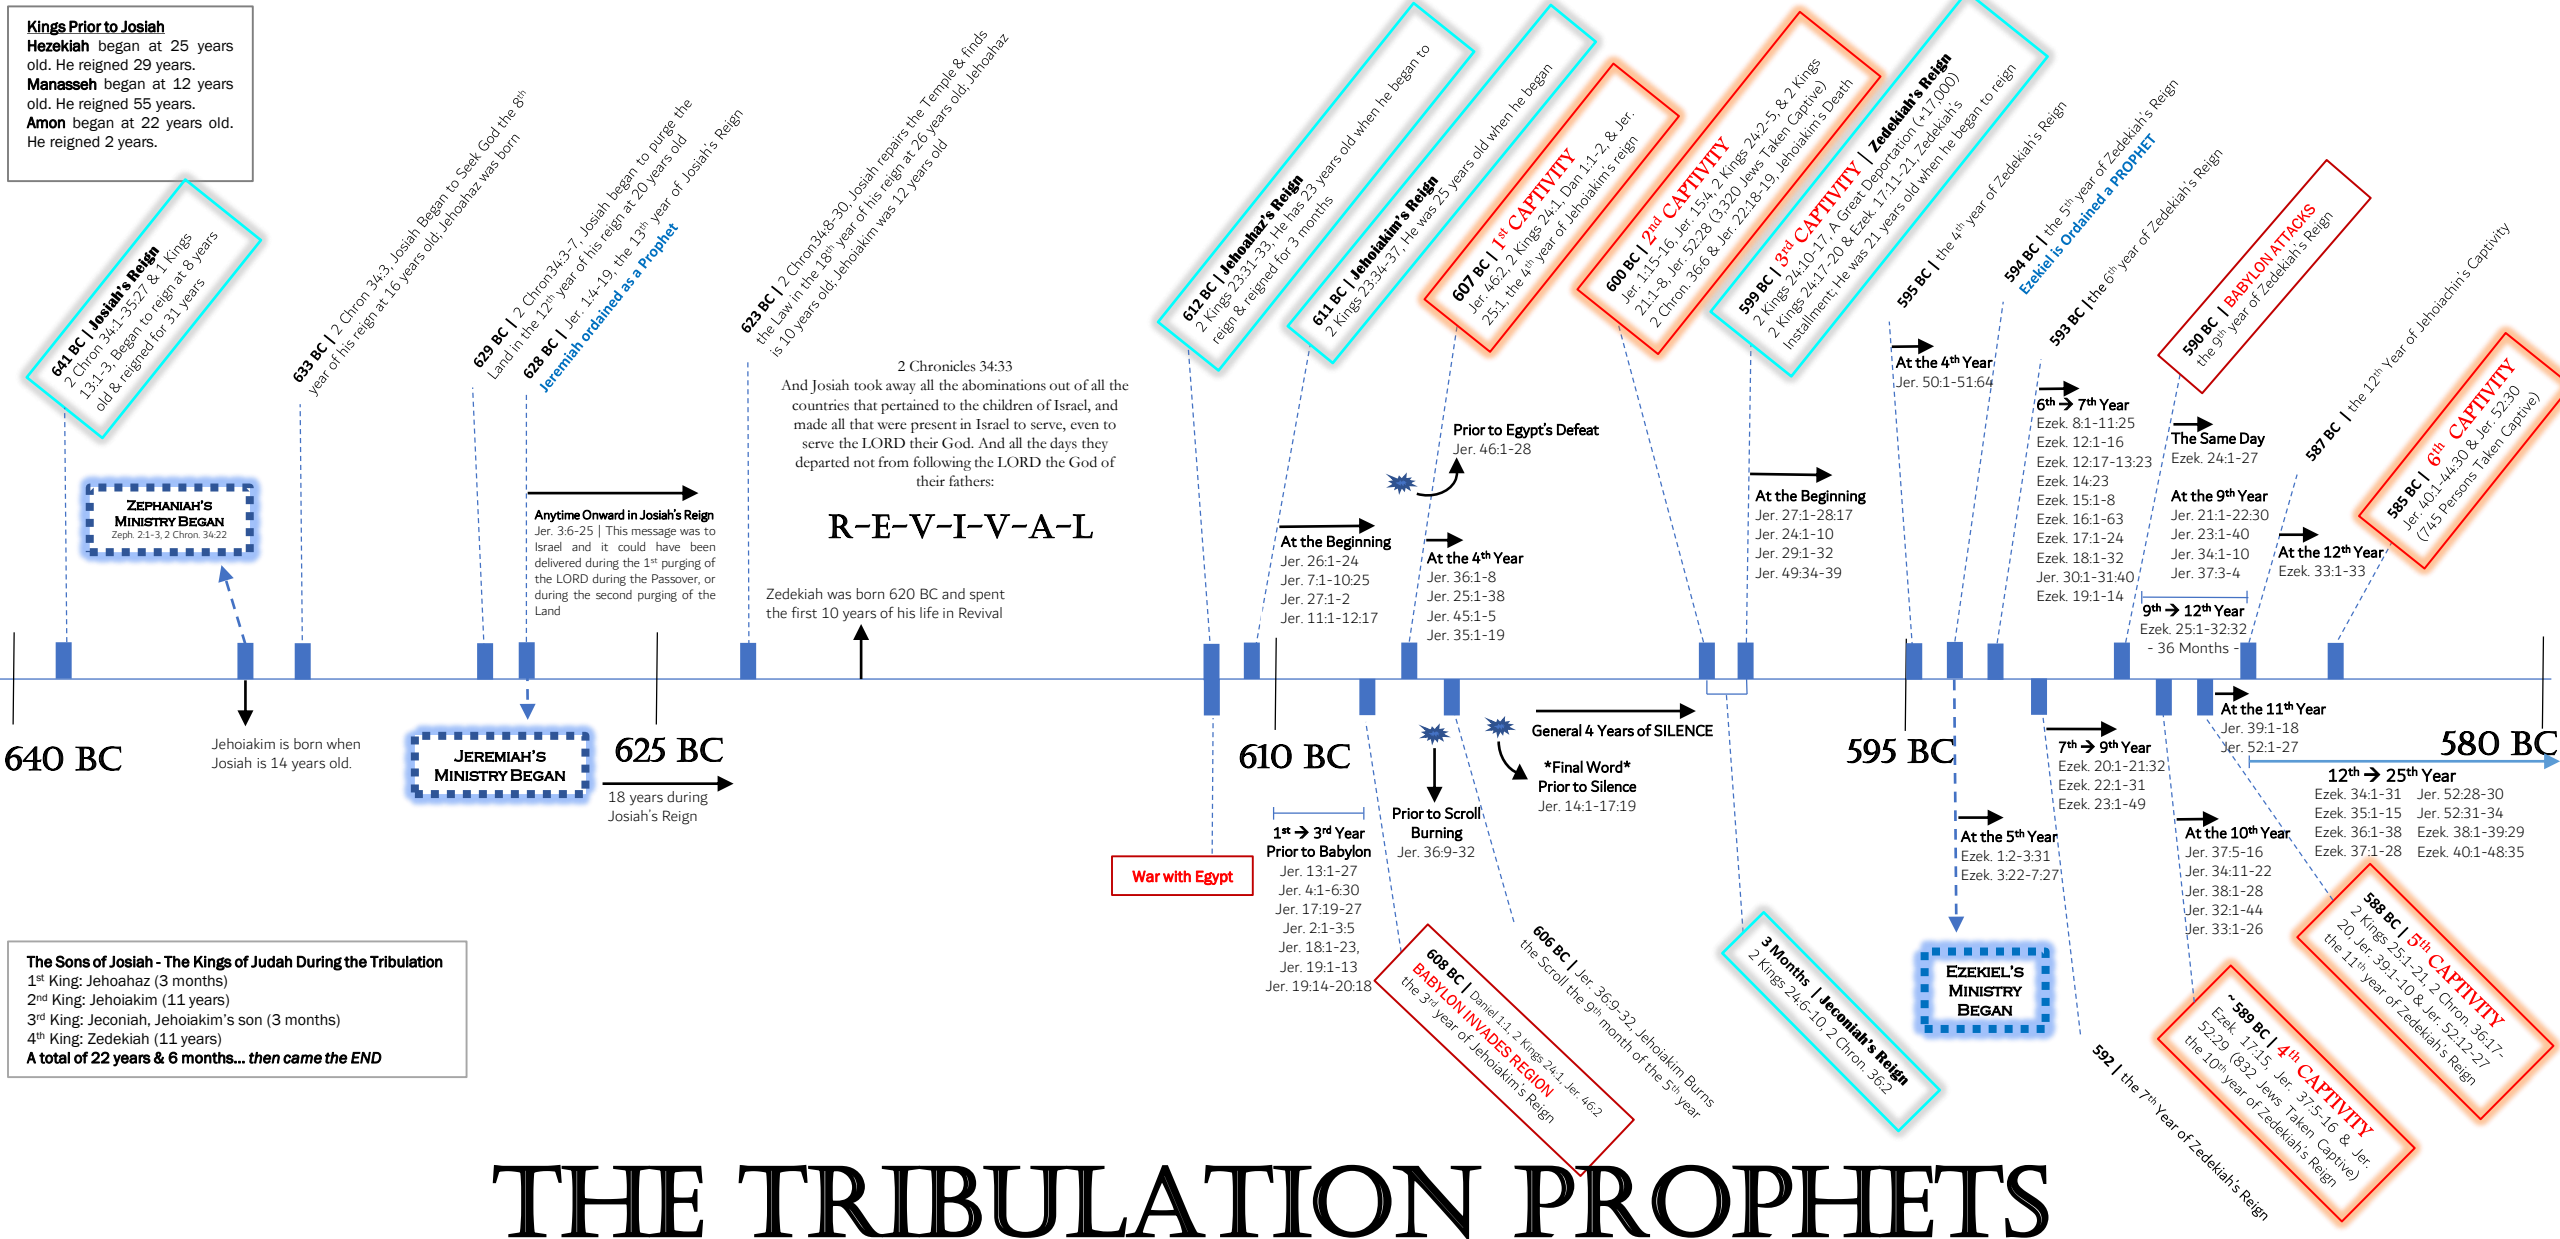 Kings Prior to Josiah
Hezekiah began at 25 years
old. He reigned 29 years.
Manasseh began at 12 years
old. He reigned 55 years.
Amon began at 22 years old.
He reigned 2 years.
641 BC | Josiah's Reign
2 Chron 34:1-35:27 & 1 Kings
13:1-3, Began to reign at 8 years
old & reigned for 31 years
633 BC | 2 Chron 34:3, Josiah Began to Seek God the 8th
year of his reign at 16 years old; Jehoahaz was born
629 BC | 2 Chron34:3-7, Josiah began to purge the
Land in the 12th year of his reign at 20 years old
628 BC | Jer. 1:4-19, the 13th year of Josiah's Reign
Jeremiah ordained as a Prophet
623 BC | 2 Chron34:8-30, Josiah repairs the Temple & finds
the Law in the 18th year of his reign at 26 years old; Jehoahaz
is 10 years old; Jehoiakim was 12 years old
612 BC | Jehoahaz's Reign
2 Kings 23:31-33, He has 23 years old when he began to
reign & reigned for 3 months
611 BC | Jehoiakim's Reign
2 Kings 23:34-37, He was 25 years old when he began
607 BC | 1st CAPTIVITY
Jer. 46:2, 2 Kings 24:1, Dan 1:1-2, & Jer.
25:1, the 4th year of Jehoiakim's reign
600 BC | 2nd CAPTIVITY
Jer. 1:15-16, Jer. 15:4, 2 Kings 24:2-5, & 2 Kings
21:1-8, Jer. 52:28 (3,320 Jews Taken Captive)
2 Chron. 36:6 & Jer. 22:18-19, Jehoiakim's Death
599 BC | 3rd CAPTIVITY | Zedekiah's Reign
2 Kings 24:10-17, A Great Deportation (+17,000)
2 Kings 24:17-20 & Ezek. 17:11-21, Zedekiah's
Installment; He was 21 years old when he began to reign
595 BC | the 4th year of Zedekiah's Reign
594 BC | the 5th year of Zedekiah's Reign
Ezekiel is Ordained a PROPHET
593 BC | the 6th year of Zedekiah's Reign
590 BC | BABYLON ATTACKS
the 9th year of Zedekiah's Reign
587 BC | the 12th Year of Jehoiachin's Captivity
585 BC | 6th CAPTIVITY
Jer. 40:1-44:30 & Jer. 52:30
(745 Persons Taken Captive)
2 Chronicles 34:33
And Josiah took away all the abominations out of all the
countries that pertained to the children of Israel, and
made all that were present in Israel to serve, even to
serve the LORD their God. And all the days they
departed not from following the LORD the God of
their fathers:
R~E~V~I~V~A~L
Zedekiah was born 620 BC and spent
the first 10 years of his life in Revival
ZEPHANIAH'S
MINISTRY BEGAN
Zeph. 2:1-3, 2 Chron. 34:22
Anytime Onward in Josiah's Reign
Jer. 3:6-25 | This message was to
Israel and it could have been
delivered during the 1st purging of
the LORD during the Passover, or
during the second purging of the
Land
At the Beginning
Jer. 26:1-24
Jer. 7:1-10:25
Jer. 27:1-2
Jer. 11:1-12:17
Prior to Egypt's Defeat
Jer. 46:1-28
At the 4th Year
Jer. 36:1-8
Jer. 25:1-38
Jer. 45:1-5
Jer. 35:1-19
At the Beginning
Jer. 27:1-28:17
Jer. 24:1-10
Jer. 29:1-32
Jer. 49:34-39
At the 4th Year
Jer. 50:1-51:64
6th → 7th Year
Ezek. 8:1-11:25
Ezek. 12:1-16
Ezek. 12:17-13:23
Ezek. 14:23
Ezek. 15:1-8
Ezek. 16:1-63
Ezek. 17:1-24
Ezek. 18:1-32
Jer. 30:1-31:40
Ezek. 19:1-14
The Same Day
Ezek. 24:1-27
At the 9th Year
Jer. 21:1-22:30
Jer. 23:1-40
Jer. 34:1-10
Jer. 37:3-4
9th → 12th Year
Ezek. 25:1-32:32
- 36 Months -
At the 12th Year
Ezek. 33:1-33
640 BC
625 BC
610 BC
595 BC
580 BC
Jehoiakim is born when
Josiah is 14 years old.
JEREMIAH'S
MINISTRY BEGAN
18 years during
Josiah's Reign
War with Egypt
1st → 3rd Year
Prior to Babylon
Jer. 13:1-27
Jer. 4:1-6:30
Jer. 17:19-27
Jer. 2:1-3:5
Jer. 18:1-23,
Jer. 19:1-13
Jer. 19:14-20:18
Prior to Scroll
Burning
Jer. 36:9-32
General 4 Years of SILENCE
*Final Word*
Prior to Silence
Jer. 14:1-17:19
At the 5th Year
Ezek. 1:2-3:31
Ezek. 3:22-7:27
7th → 9th Year
Ezek. 20:1-21:32
Ezek. 22:1-31
Ezek. 23:1-49
At the 10th Year
Jer. 37:5-16
Jer. 34:11-22
Jer. 38:1-28
Jer. 32:1-44
Jer. 33:1-26
At the 11th Year
Jer. 39:1-18
Jer. 52:1-27
12th → 25th Year
Ezek. 34:1-31 Jer. 52:28-30
Ezek. 35:1-15 Jer. 52:31-34
Ezek. 36:1-38 Ezek. 38:1-39:29
Ezek. 37:1-28 Ezek. 40:1-48:35
608 BC | Daniel 1:1, 2 Kings 24:1, Jer. 46:2
BABYLON INVADES REGION
the 3rd year of Jehoiakim's Reign
606 BC | Jer. 36:9-32, Jehoiakim Burns
the Scroll the 9th month of the 5th year
3 Months | Jeconiah's Reign
2 Kings 24:6-10, 2 Chron. 36:2
EZEKIEL'S
MINISTRY
BEGAN
592 | the 7th Year of Zedekiah's Reign
~ 589 BC | 4th CAPTIVITY
Ezek. 17:15, Jer. 37:5-16 & Jer.
52:29 (832 Jews Taken Captive)
the 10th year of Zedekiah's Reign
588 BC | 5th CAPTIVITY
2 Kings 25:1-21, 2 Chron. 36:17-
20, Jer. 39:1-10 & Jer. 52:12-27
the 11th year of Zedekiah's Reign
The Sons of Josiah - The Kings of Judah During the Tribulation
1st King: Jehoahaz (3 months)
2nd King: Jehoiakim (11 years)
3rd King: Jeconiah, Jehoiakim's son (3 months)
4th King: Zedekiah (11 years)
A total of 22 years & 6 months... then came the END
THE TRIBULATION PROPHETS